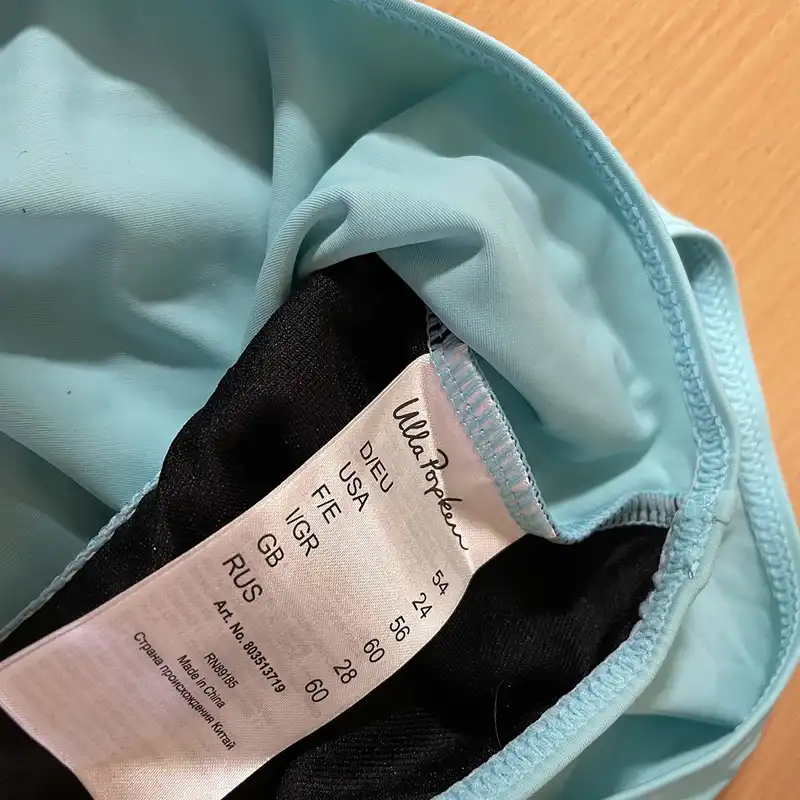 Ulla Popken
D/EU 54
USA 24
F/E 56
I/GR 60
GB 28
RUS 60
Art. No. 803513719
RN89185
Made in China
Страна происхождения Китай